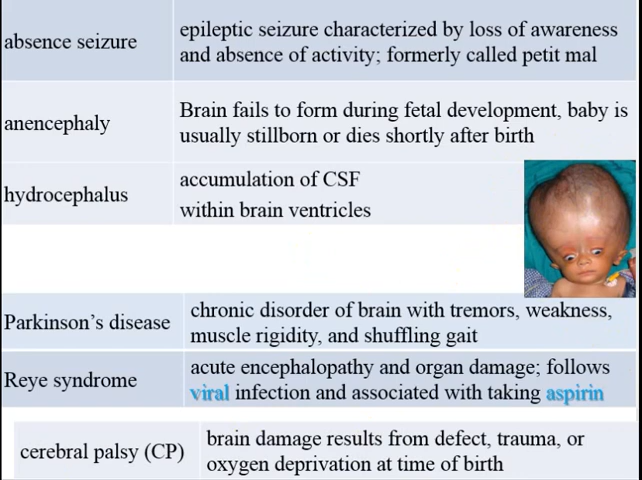 absence seizure
epileptic seizure characterized by loss of awareness
and absence of activity; formerly called petit mal
anencephaly
Brain fails to form during fetal development, baby is
usually stillborn or dies shortly after birth
hydrocephalus
accumulation of CSF
within brain ventricles
Parkinson’s disease
chronic disorder of brain with tremors, weakness,
muscle rigidity, and shuffling gait
Reye syndrome
acute encephalopathy and organ damage; follows
viral infection and associated with taking aspirin
cerebral palsy (CP)
brain damage results from defect, trauma, or
oxygen deprivation at time of birth